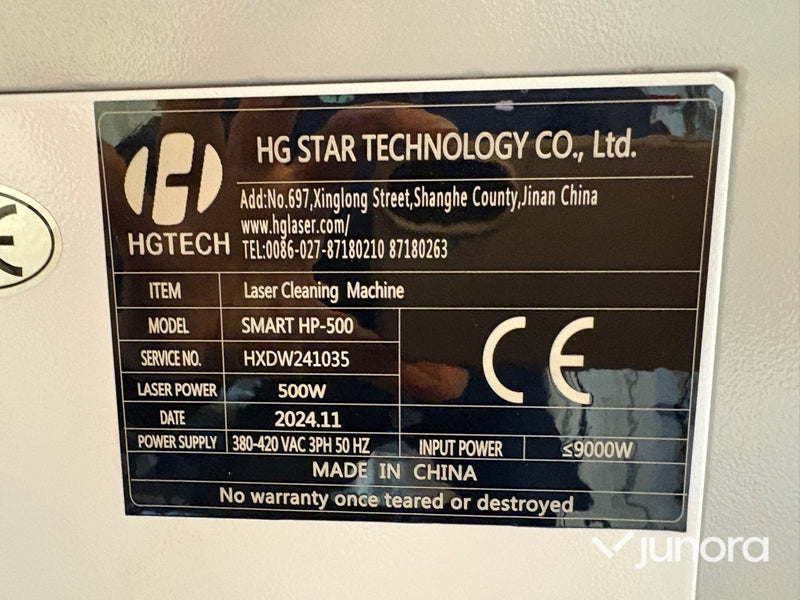 HG STAR TECHNOLOGY CO., Ltd.
Add:No.697,Xinglong Street,Shanghe County,Jinan China
www.hglaser.com/
HGTECH TEL:0086-027-87180210 87180263
ITEM Laser Cleaning Machine
MODEL SMART HP-500
SERVICE NO. HXDW241035
CE
LASER POWER 500W
DATE 2024.11
POWER SUPPLY 380-420 VAC 3PH 50 HZ INPUT POWER ≤9000W
MADE IN CHINA
No warranty once teared or destroyed
junora